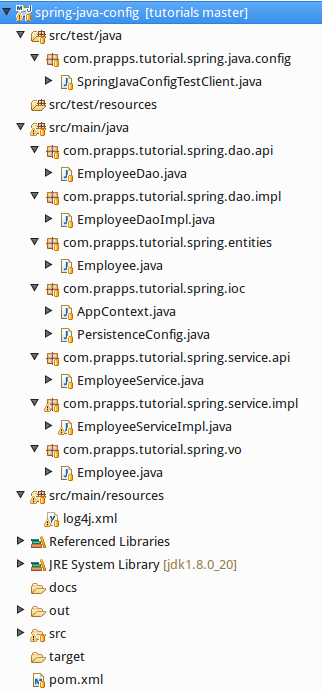 spring-java-config [tutorials master]
src/test/java
com.prapps.tutorial.spring.java.config
SpringJavaConfigTestClient.java
src/test/resources
src/main/java
com.prapps.tutorial.spring.dao.api
EmployeeDao.java
com.prapps.tutorial.spring.dao.impl
EmployeeDaoImpl.java
com.prapps.tutorial.spring.entities
Employee.java
com.prapps.tutorial.spring.ioc
AppContext.java
PersistenceConfig.java
com.prapps.tutorial.spring.service.api
EmployeeService.java
com.prapps.tutorial.spring.service.impl
EmployeeServiceImpl.java
com.prapps.tutorial.spring.vo
Employee.java
src/main/resources
log4j.xml
Referenced Libraries
JRE System Library [jdk1.8.0_20]
docs
out
src
target
pom.xml